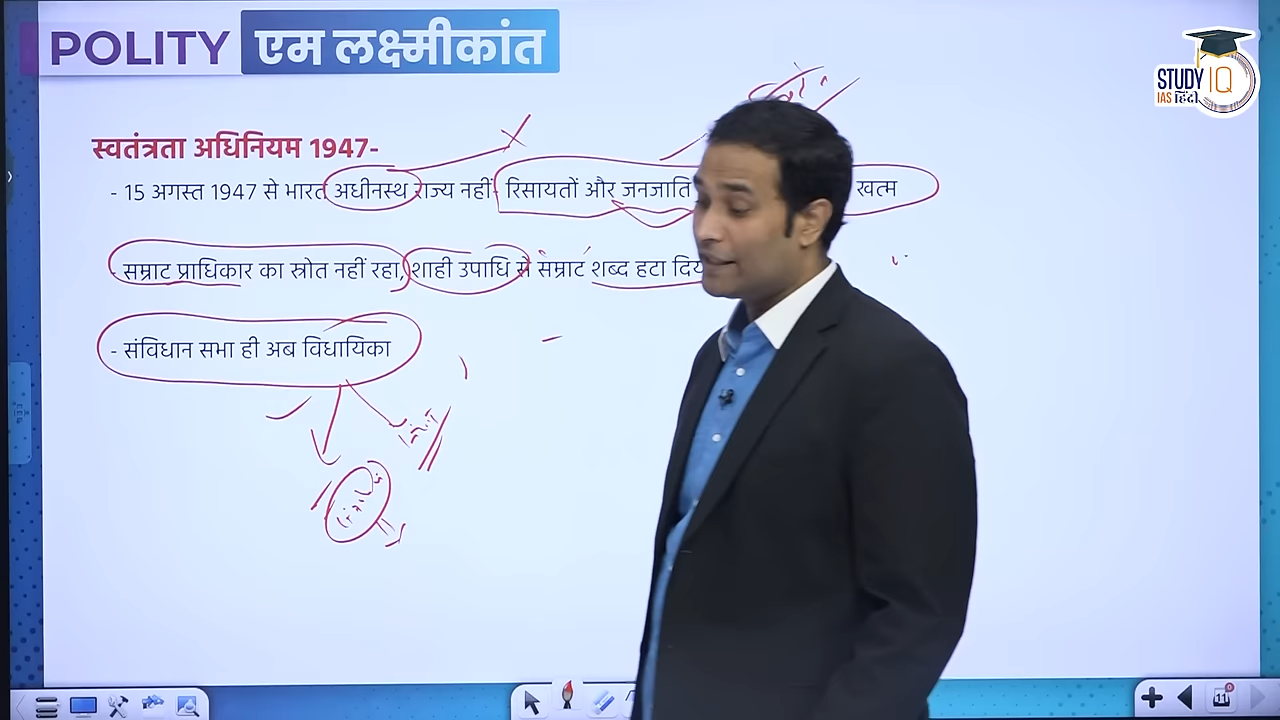 POLITY एम लक्ष्मीकांत
STUDY IQ
IAS हिंदी
स्वतंत्रता अधिनियम 1947-
- 15 अगस्त 1947 से भारत अधीनस्थ राज्य नहीं- रिसायतों और जनजाति खत्म
- सम्राट प्राधिकार का स्रोत नहीं रहा, शाही उपाधि से सम्राट शब्द हटा
- संविधान सभा ही अब विधायिका
11